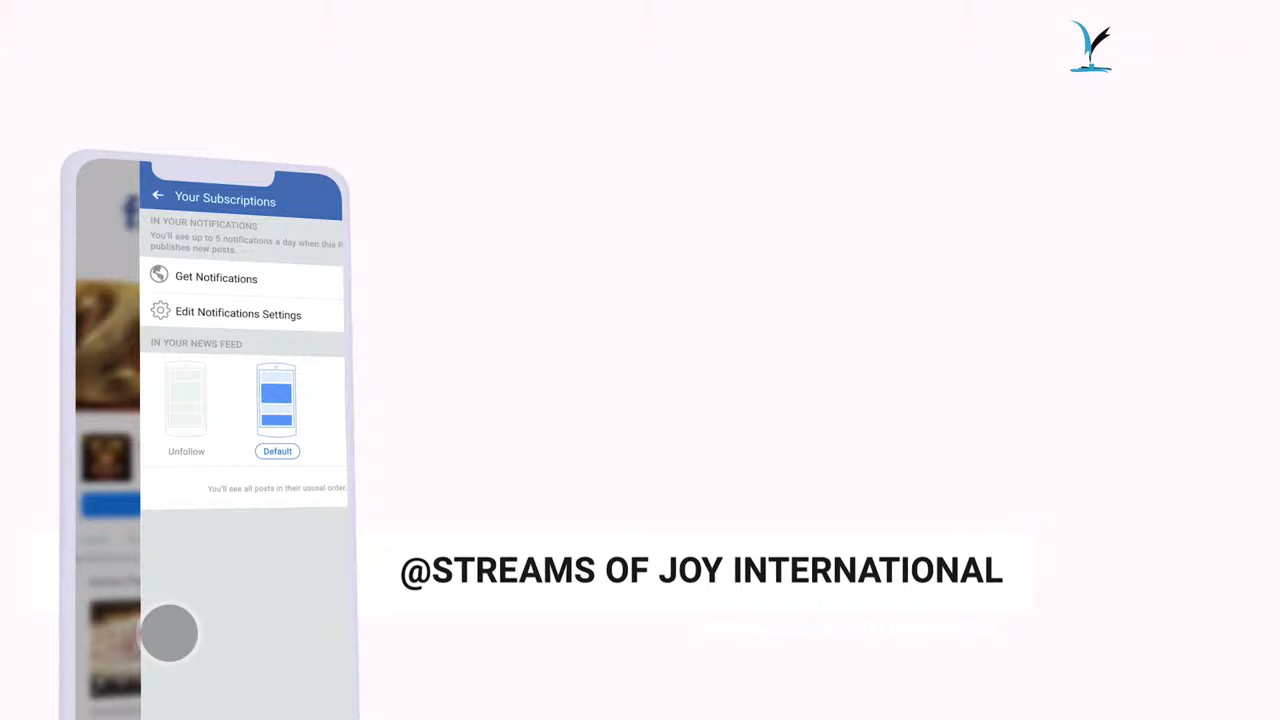 Your Subscriptions
IN YOUR NOTIFICATIONS
You'll see up to 5 notifications a day when this P
publishes new posts.
Get Notifications
Edit Notifications Settings
IN YOUR NEWS FEED
Unfollow
Default
You'll see all posts in their ususal order.
@STREAMS OF JOY INTERNATIONAL